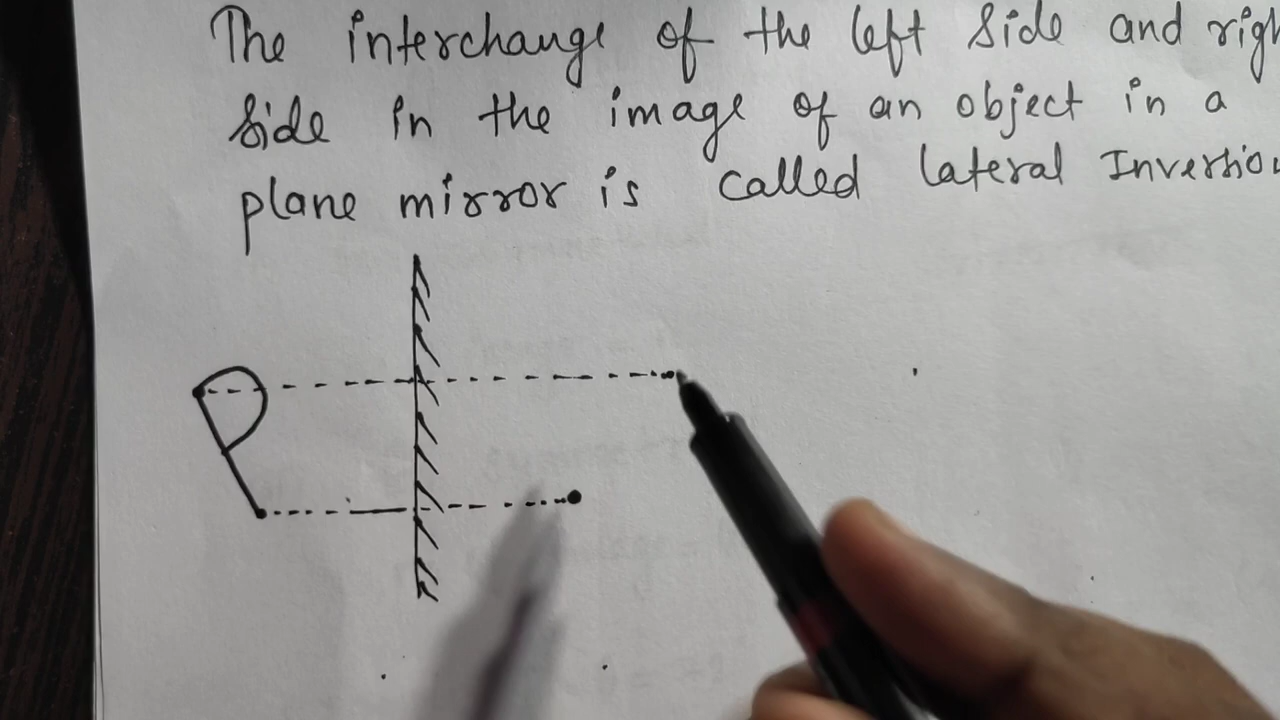 The interchange of the left side and righ
side in the image of an object in a
plane mirror is called lateral Inversion
P